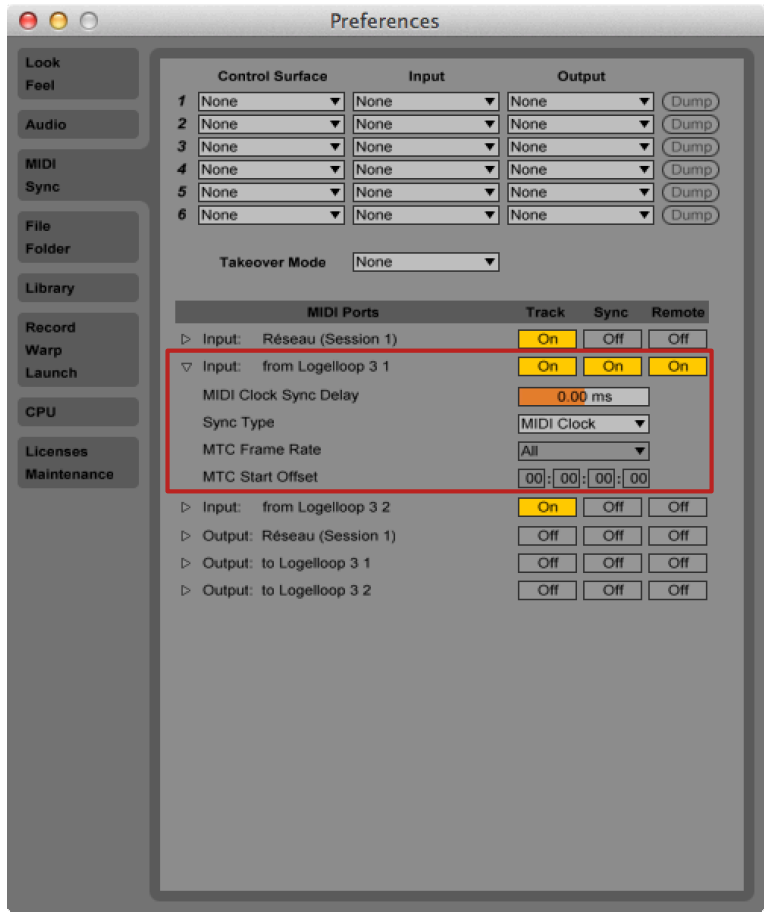 Preferences
Look
Feel
Audio
MIDI
Sync
File
Folder
Library
Record
Warp
Launch
CPU
Licenses
Maintenance
Control Surface Input Output
1 None None None Dump
2 None None None Dump
3 None None None Dump
4 None None None Dump
5 None None None Dump
6 None None None Dump
Takeover Mode None
MIDI Ports Track Sync Remote
Input: Réseau (Session 1) On Off Off
Input: from Logelloop 3 1 On On On
MIDI Clock Sync Delay 0.00 ms
Sync Type MIDI Clock
MTC Frame Rate All
MTC Start Offset 00:00:00:00
Input: from Logelloop 3 2 On Off Off
Output: Réseau (Session 1) Off Off Off
Output: to Logelloop 3 1 Off Off Off
Output: to Logelloop 3 2 Off Off Off